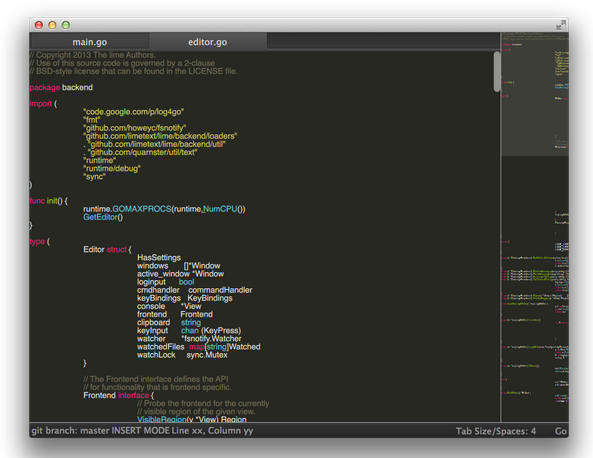 main.go editor.go
// Copyright 2013 The lime Authors.
// Use of this source code is governed by a 2-clause
// BSD-style license that can be found in the LICENSE file.
package backend
import (
"code.google.com/p/log4go"
"fmt"
"github.com/howeyc/fsnotify"
"github.com/limetext/lime/backend/loaders"
. "github.com/limetext/lime/backend/util"
. "github.com/quarnster/util/text"
"runtime"
"runtime/debug"
"sync"
)
func init() {
runtime.GOMAXPROCS(runtime.NumCPU())
GetEditor()
}
type (
Editor struct {
HasSettings
windows []*Window
active_window *Window
loginput bool
cmdhandler commandHandler
keyBindings KeyBindings
console *View
frontend Frontend
clipboard string
keyInput chan (KeyPress)
watcher *fsnotify.Watcher
watchedFiles map[string]Watched
watchLock sync.Mutex
}
// The Frontend interface defines the API
// for functionality that is frontend specific.
Frontend interface {
// Probe the frontend for the currently
// visible region of the given view.
VisibleRegion(v *View) Region
git branch: master INSERT MODE Line xx, Column yy Tab Size/Spaces: 4 Go